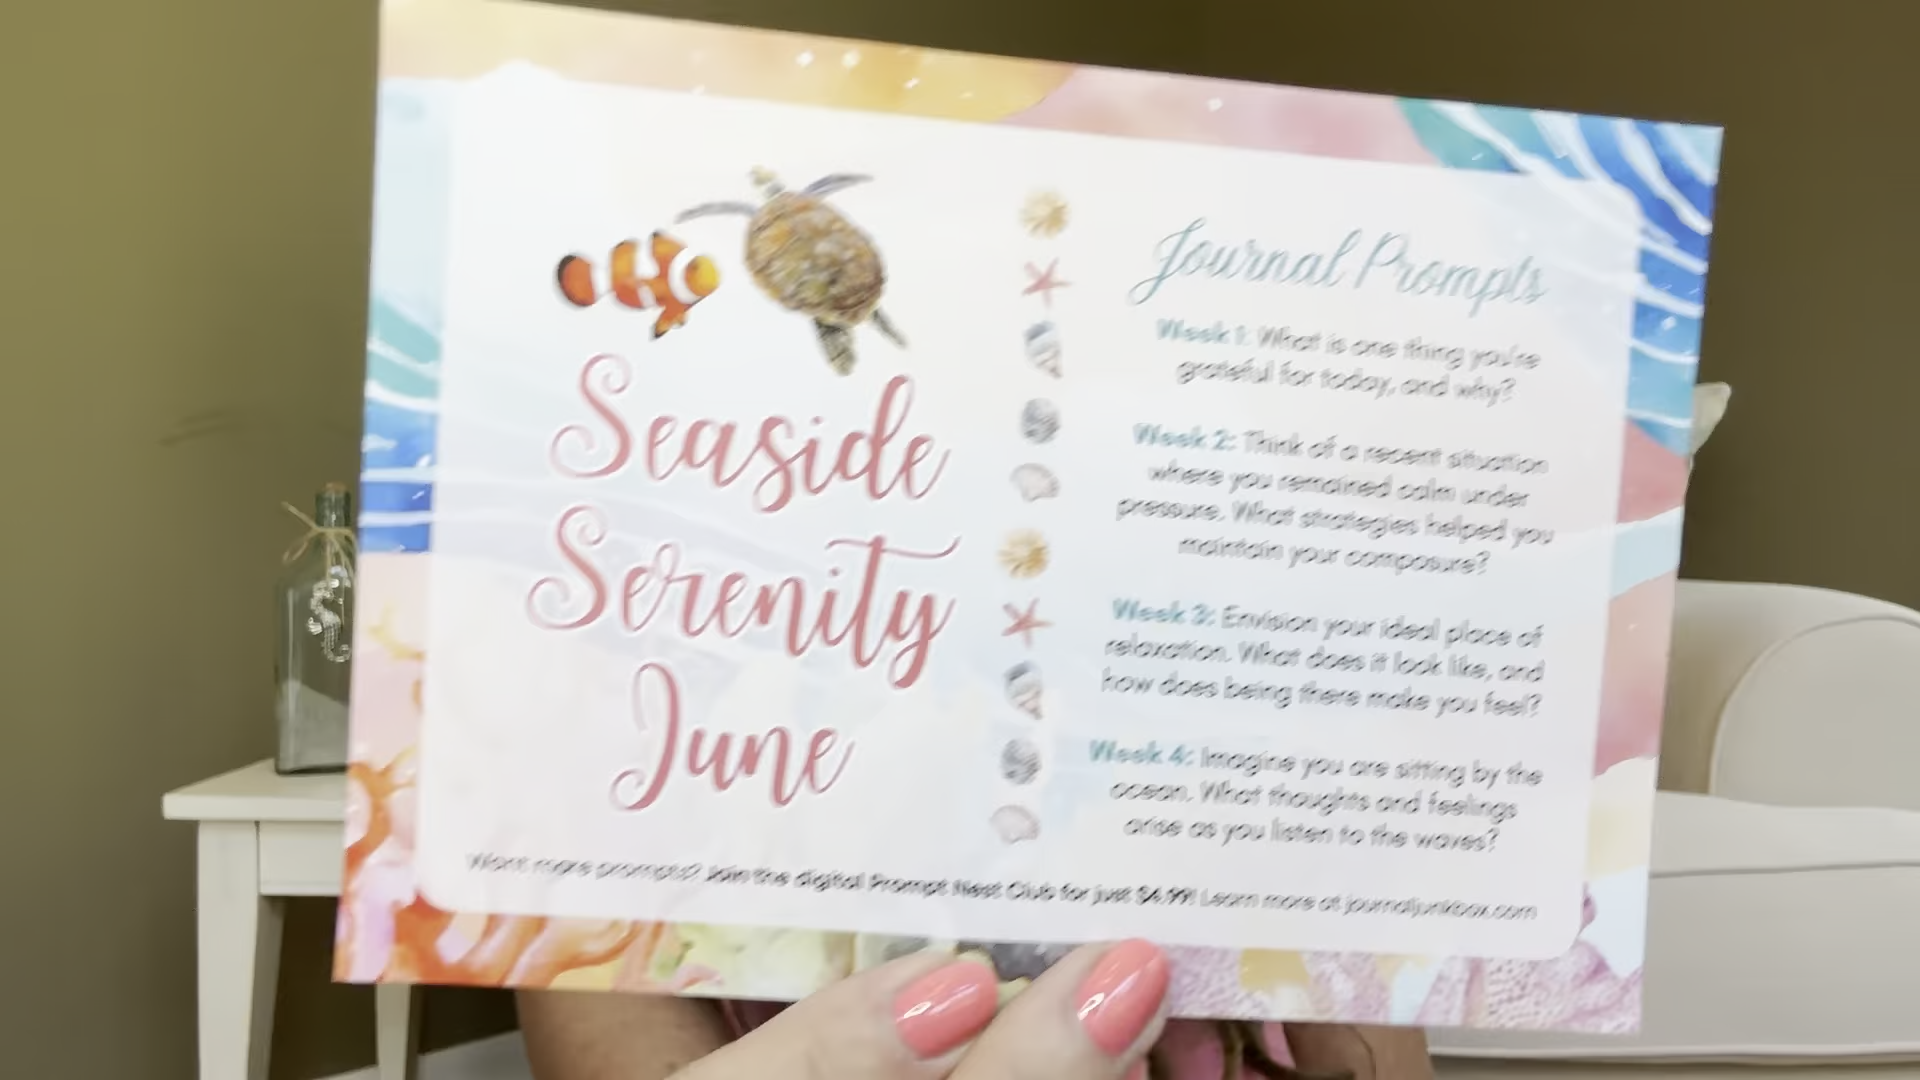 Seaside
Serenity
June
Journal Prompts
Week 1: What is one thing you're
grateful for today, and why?
Week 2: Think of a recent situation
where you remained calm under
pressure. What strategies helped you
maintain your composure?
Week 3: Envision your ideal place of
relaxation. What does it look like, and
how does being there make you feel?
Week 4: Imagine you are sitting by the
ocean. What thoughts and feelings
arise as you listen to the waves?
Want more prompts? Join the digital Prompt Nest Club for just $4.99! Learn more at journaljunkbox.com